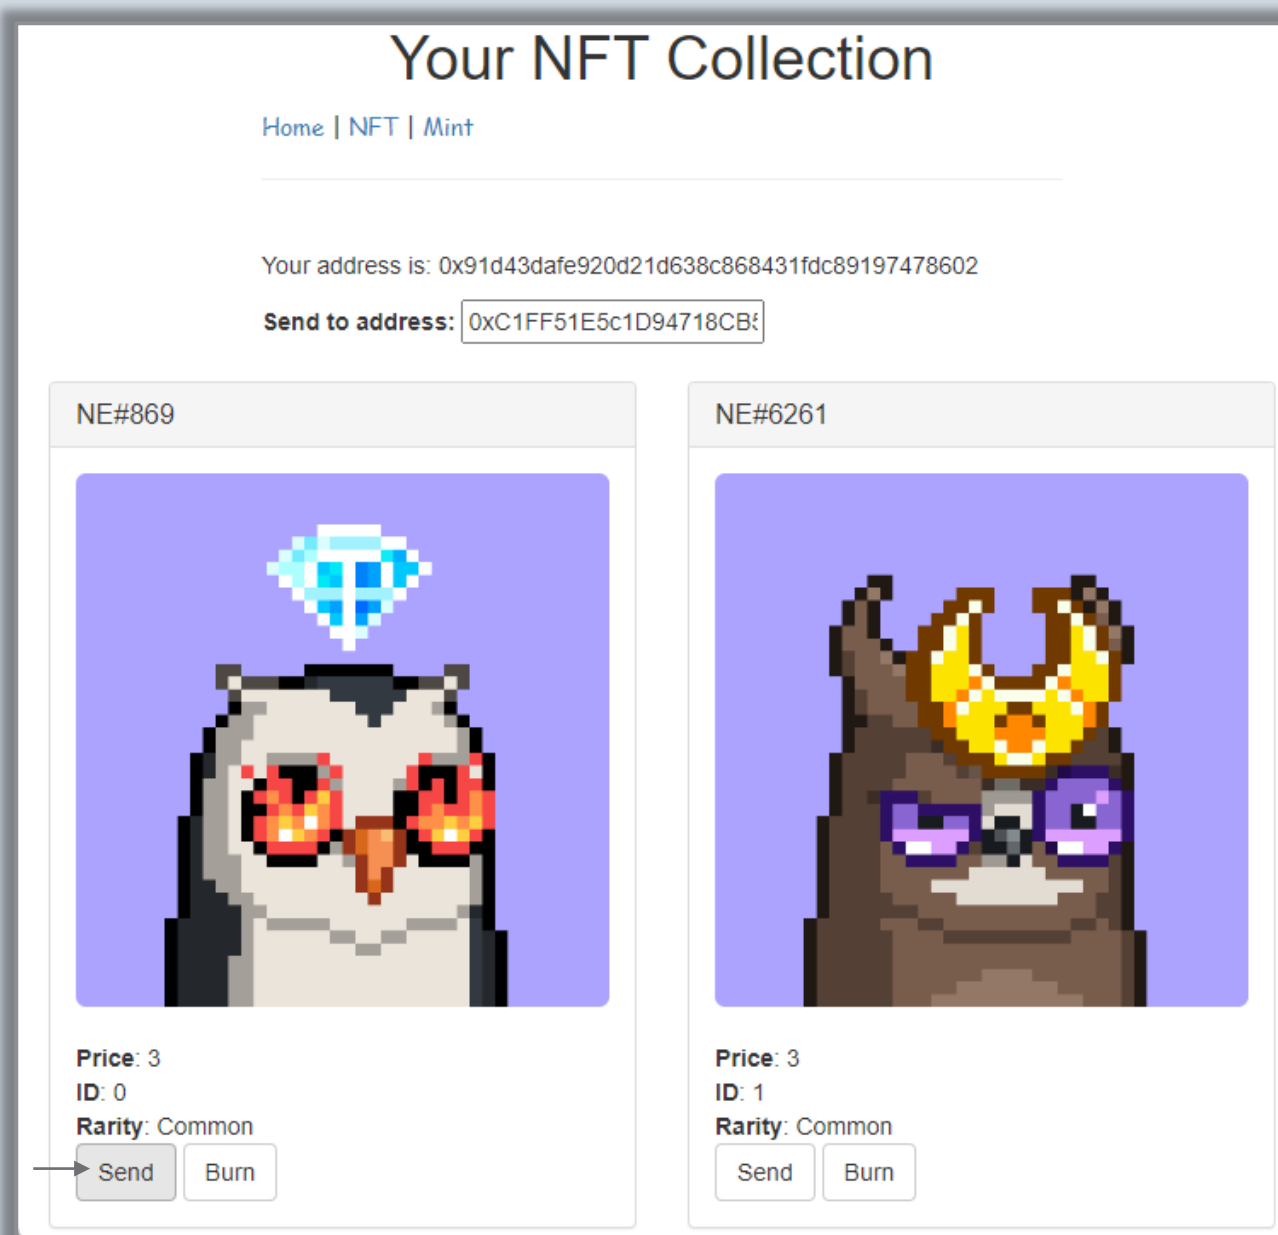 Your NFT Collection
Home | NFT | Mint
Your address is: 0x91d43dafe920d21d638c868431fdc89197478602
Send to address: 0xC1FF51E5c1D94718CB
NE#869
NE#6261
Price: 3
ID: 0
Rarity: Common
Send Burn
Price: 3
ID: 1
Rarity: Common
Send Burn